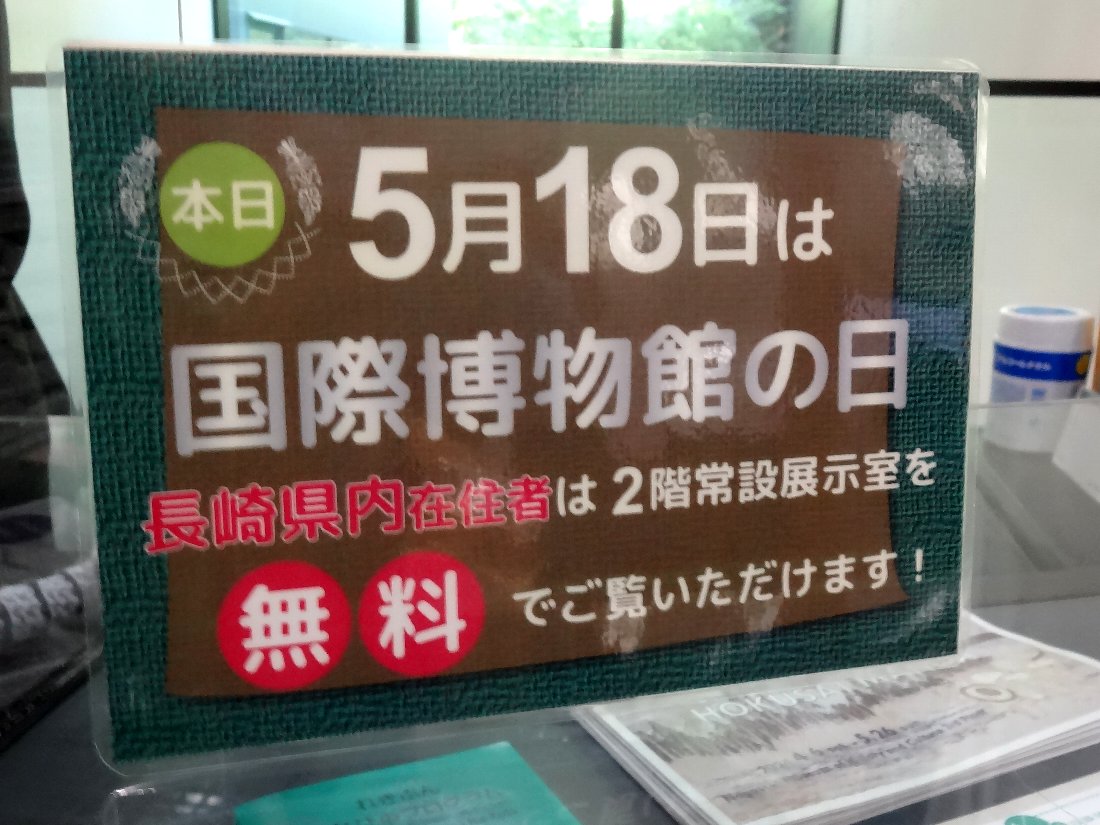 本日
5月18日は
国際博物館の日
長崎県内在住者は2階常設展示室を
無料でご覧いただけます！
HOKUSAI